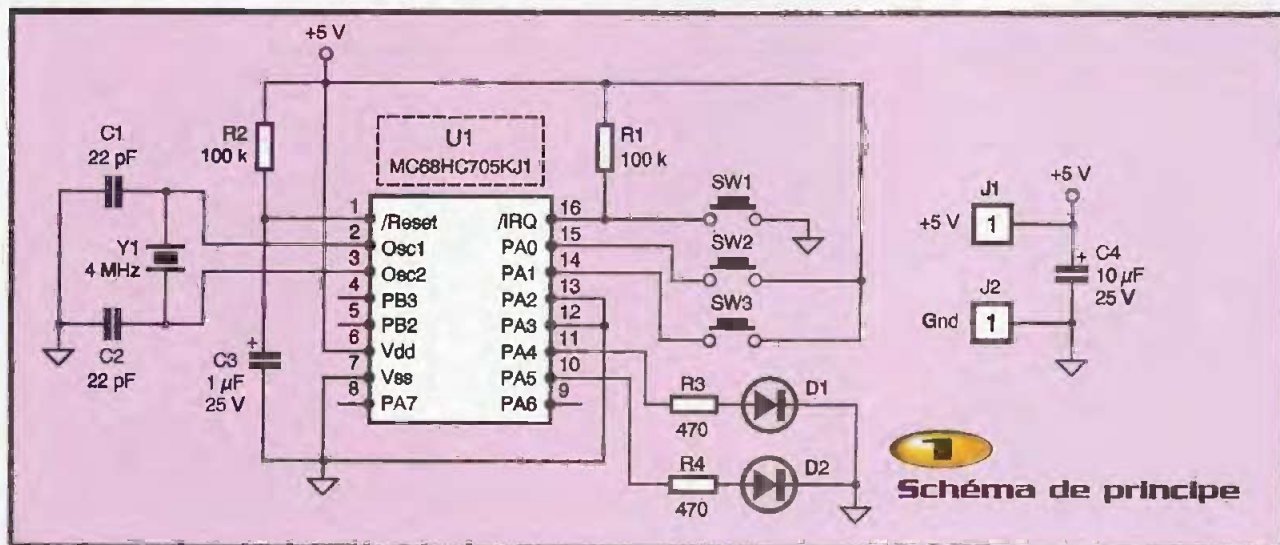 +5 V
C1
22 pF
R2
100 k
U1
MC68HC705KJ1
R1
100 k
SW1
J1
+5 V
+5 V
1
1
/Reset
/IRQ
16
2
Osc1
PA0
15
SW2
C4
10 µF
25 V
Y1
4 MHz
3
Osc2
PA1
14
4
PB3
PA2
13
SW3
J2
Gnd
1
5
PB2
PA3
12
6
Vdd
PA4
11
C2
22 pF
C3
1 µF
25 V
7
Vss
PA5
10
R3
470
D1
8
PA7
PA6
9
R4
470
D2
1
Schéma de principe
+
+